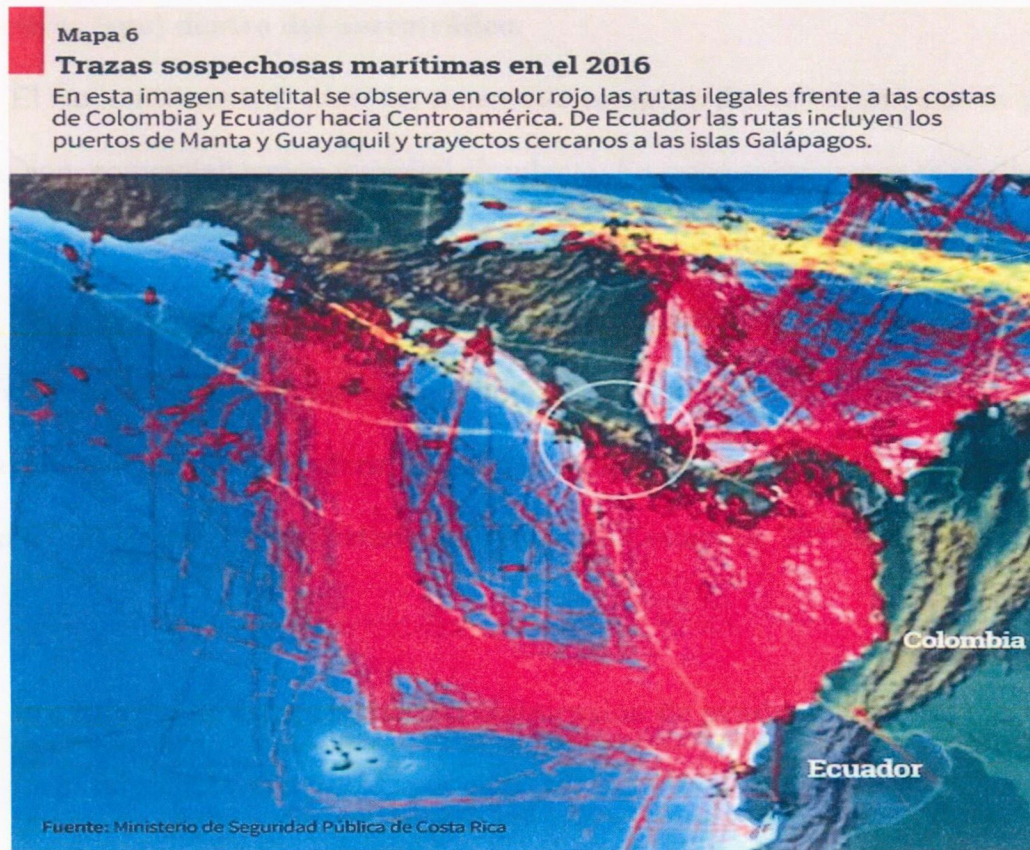 Mapa 6
Trazas sospechosas marítimas en el 2016
En esta imagen satelital se observa en color rojo las rutas ilegales frente a las costas
de Colombia y Ecuador hacia Centroamérica. De Ecuador las rutas incluyen los
puertos de Manta y Guayaquil y trayectos cercanos a las islas Galápagos.
Colombia
Ecuador
Fuente: Ministerio de Seguridad Pública de Costa Rica